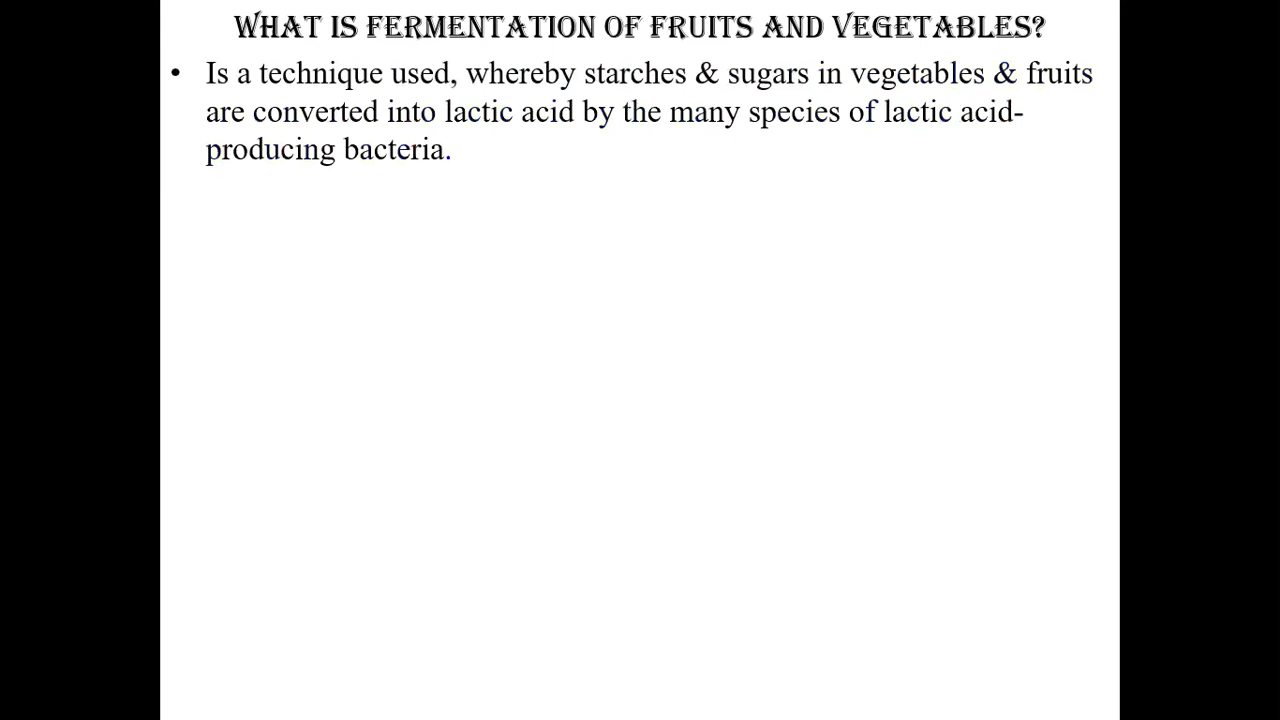 WHAT IS FERMENTATION OF FRUITS AND VEGETABLES?
• Is a technique used, whereby starches & sugars in vegetables & fruits
are converted into lactic acid by the many species of lactic acid-
producing bacteria.